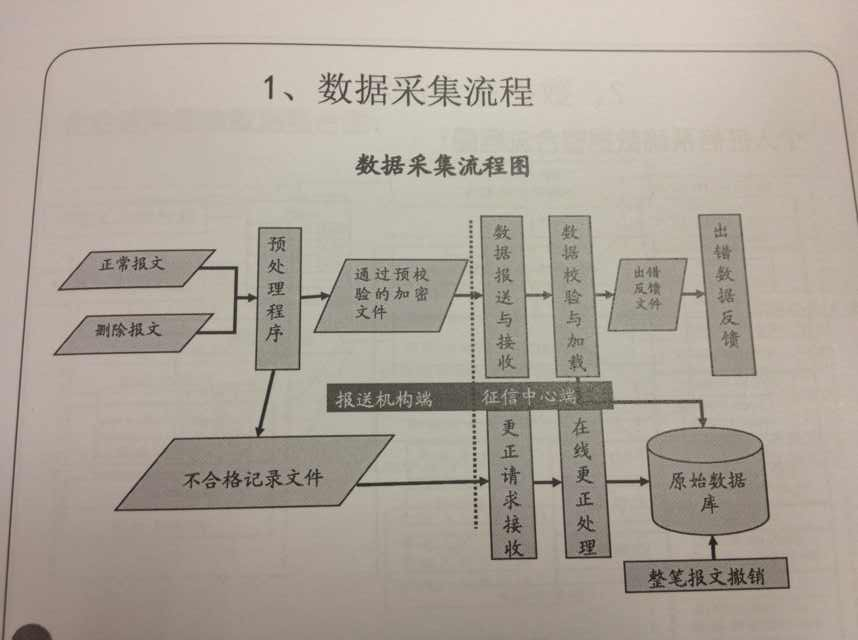 1、数据采集流程
数据采集流程图
正常报文
删除报文
预处理程序
通过预校
验的加密
文件
数据报送与接收
数据校验与加载
出错
反馈
文件
出错数据反馈
报送机构端
征信中心端
不合格记录文件
更正请求接收
在线更正处理
原始数据
库
整笔报文撤销